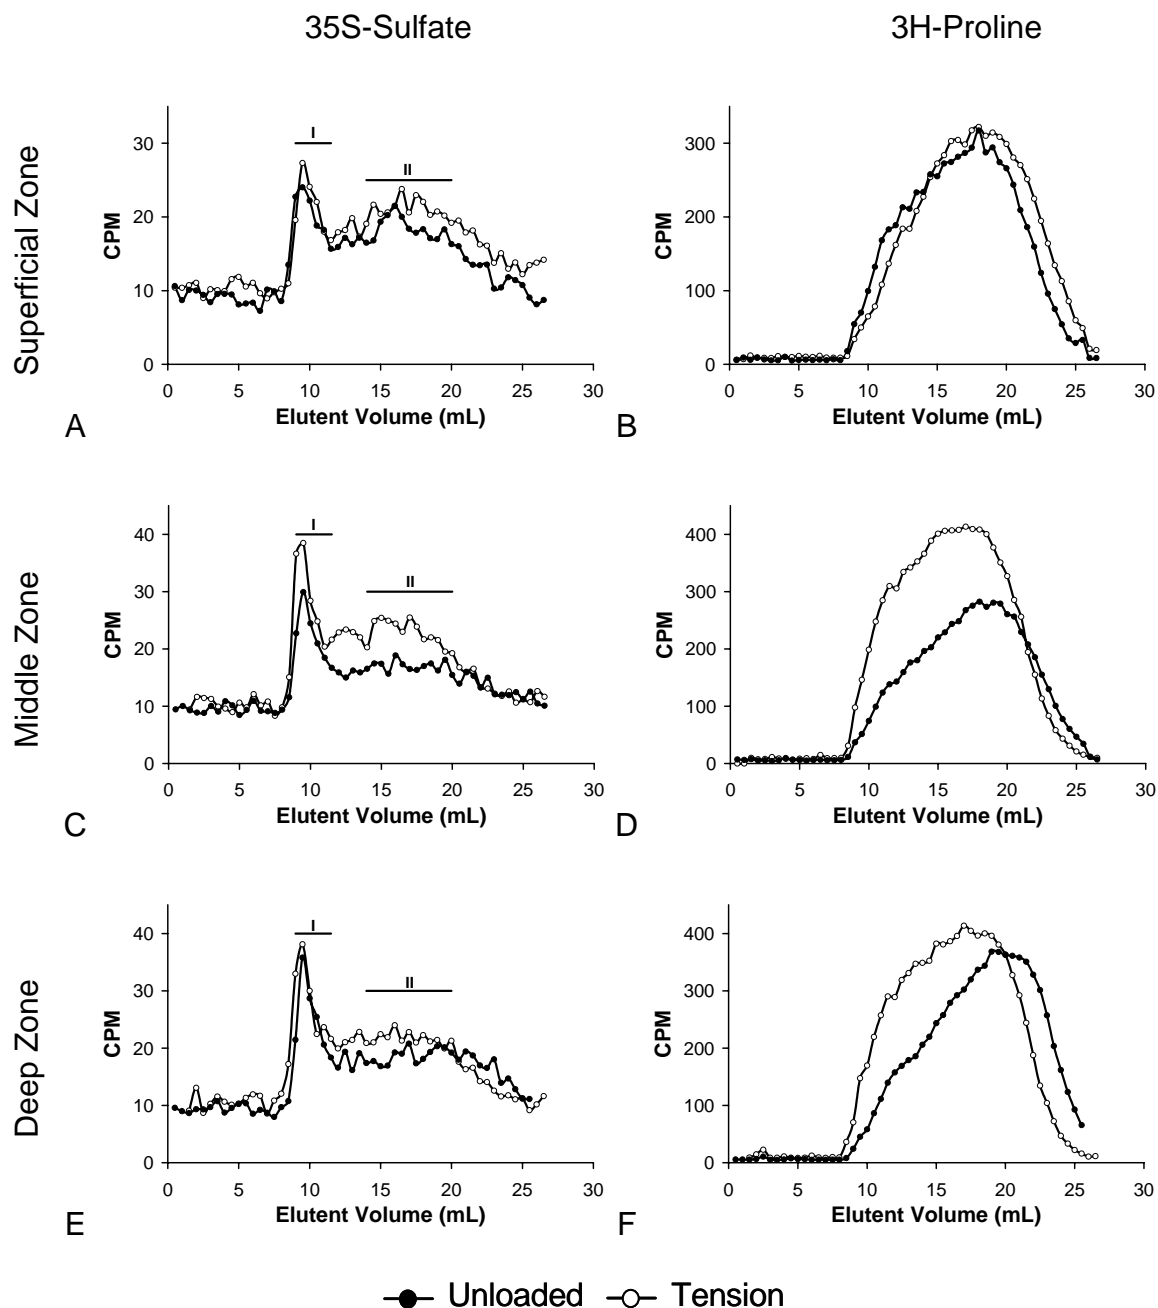 35S-Sulfate
3H-Proline
Superficial Zone
CPM
30
20
10
0
I
II
0 5 10 15 20 25 30
Elutent Volume (mL)
A
CPM
300
200
100
0
0 5 10 15 20 25 30
Elutent Volume (mL)
B
Middle Zone
CPM
40
30
20
10
0
I
II
0 5 10 15 20 25 30
Elutent Volume (mL)
C
CPM
400
300
200
100
0
0 5 10 15 20 25 30
Elutent Volume (mL)
D
Deep Zone
CPM
40
30
20
10
0
I
II
0 5 10 15 20 25 30
Elutent Volume (mL)
E
CPM
400
300
200
100
0
0 5 10 15 20 25 30
Elutent Volume (mL)
F
Unloaded Tension